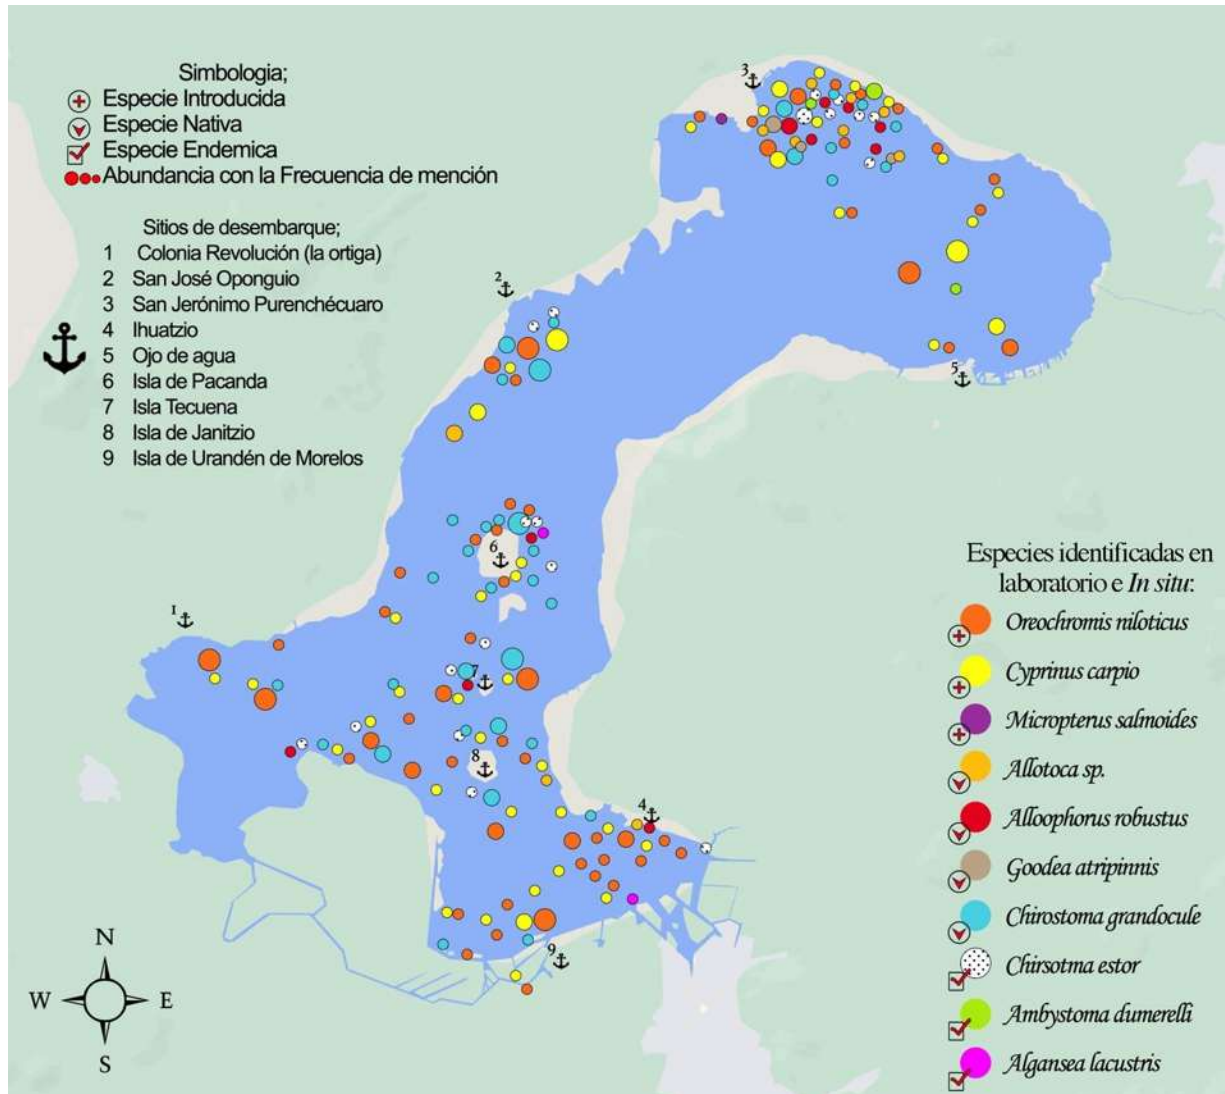 Simbologia;
Especie Introducida
Especie Nativa
Especie Endemica
Abundancia con la Frecuencia de mención
Sitios de desembarque;
1 Colonia Revolución (la ortiga)
2 San José Oponguio
3 San Jerónimo Purenchécuaro
4 Ihuatzio
5 Ojo de agua
6 Isla de Pacanda
7 Isla Tecuena
8 Isla de Janitzio
9 Isla de Urandén de Morelos
3
2
5
6
1
7
8
4
9
Especies identificadas en
laboratorio e In situ:
Oreochromis niloticus
Cyprinus carpio
Micropterus salmoides
Allotoca sp.
Alloophorus robustus
Goodea atripinnis
Chirostoma grandocule
Chirsotma estor
Ambystoma dumerelli
Algansea lacustris
N
W E
S